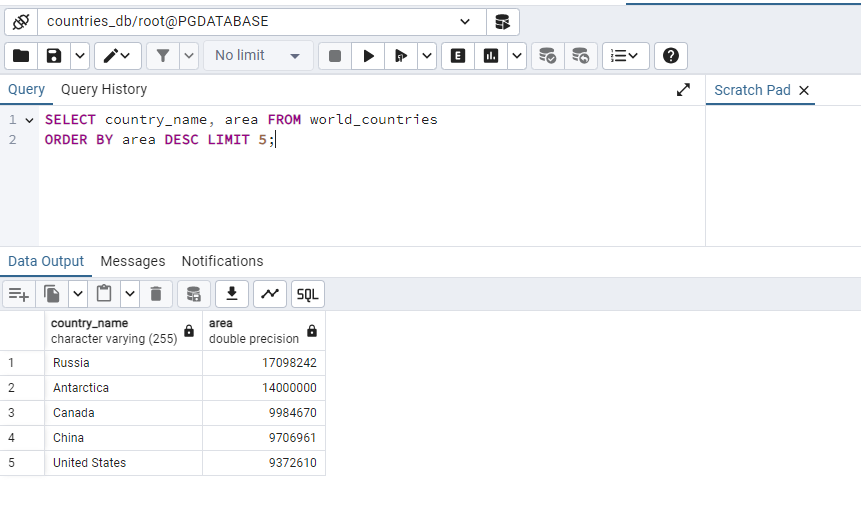 countries_db/root@PGDATABASE
No limit
E
Query Query History
Scratch Pad
1 SELECT country_name, area FROM world_countries
2 ORDER BY area DESC LIMIT 5;
Data Output Messages Notifications
SQL
country_name area
character varying (255) double precision
1 Russia 17098242
2 Antarctica 14000000
3 Canada 9984670
4 China 9706961
5 United States 9372610